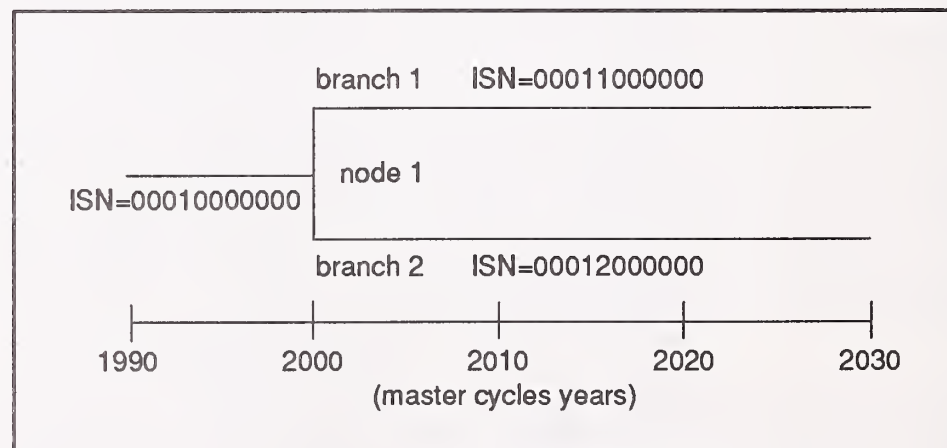 branch 1 ISN=00011000000
node 1
ISN=00010000000
branch 2 ISN=00012000000
1990 2000 2010 2020 2030
(master cycles years)